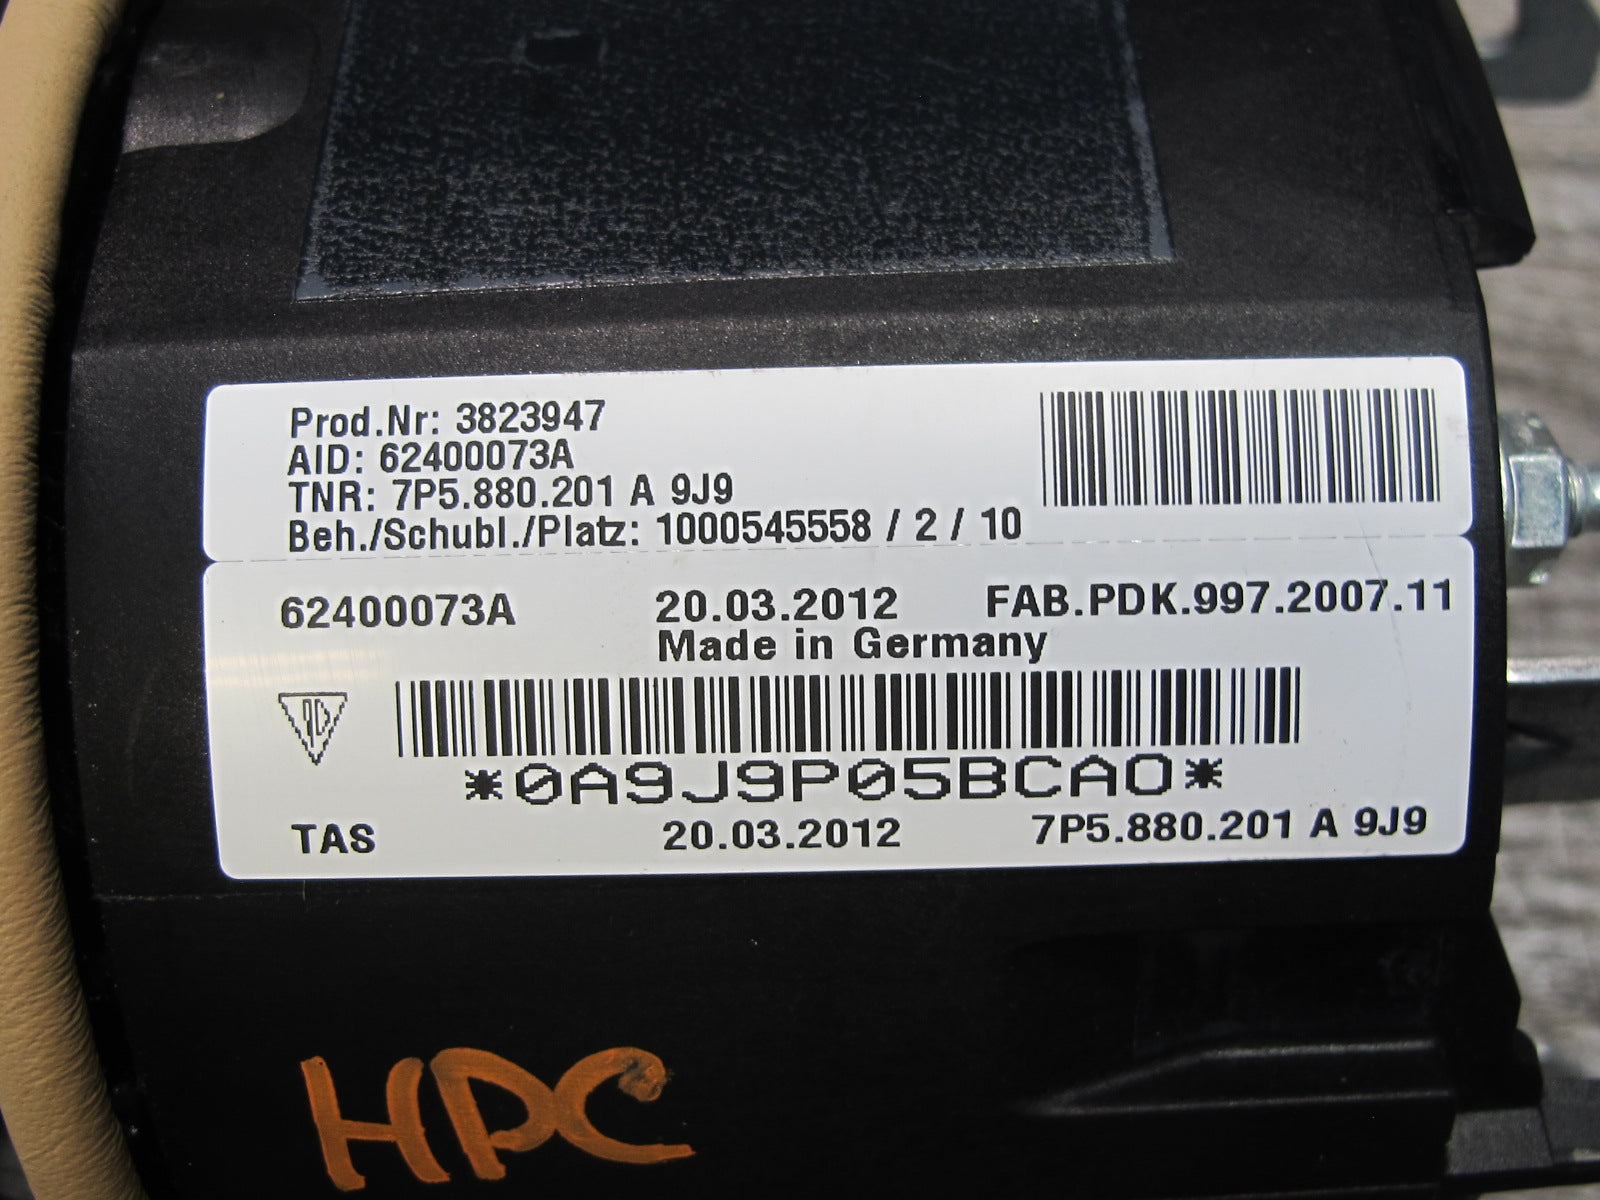 Prod.Nr: 3823947
AID: 62400073A
TNR: 7P5.880.201 A 9J9
Beh./Schubl./Platz: 1000545558 / 2 / 10
62400073A 20.03.2012 FAB.PDK.997.2007.11
Made in Germany
*0A9J9P05BCAO*
TAS 20.03.2012 7P5.880.201 A 9J9
HPC